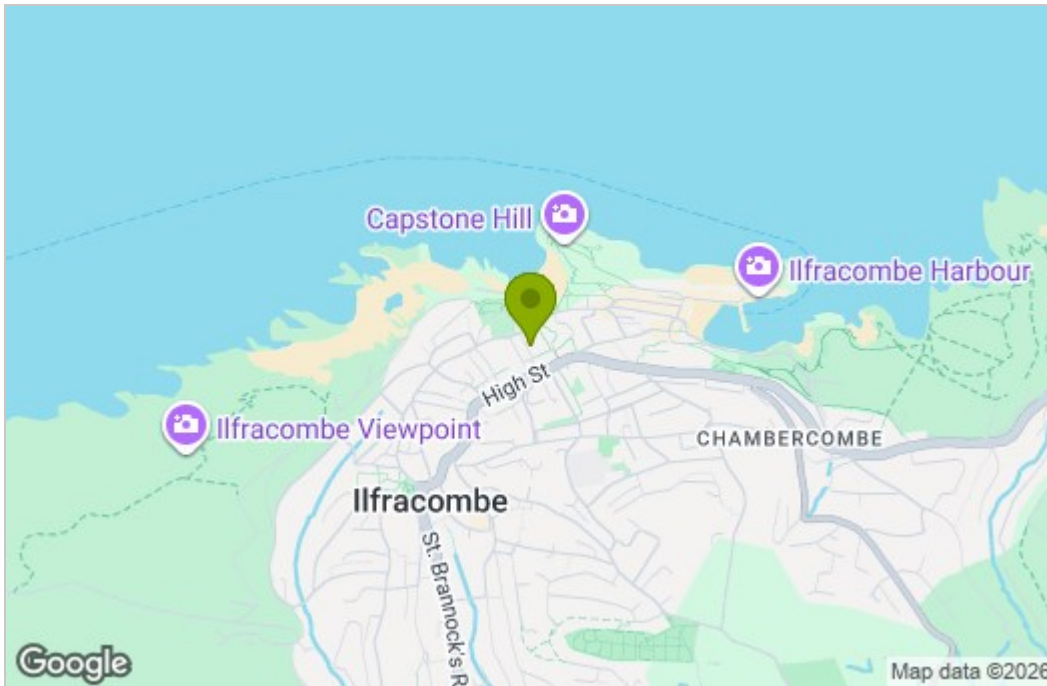 Capstone Hill
Ilfracombe Harbour
High St
Ilfracombe Viewpoint
CHAMBERCOMBE
Ilfracombe
St. Brannock's R
Google
Map data ©2026